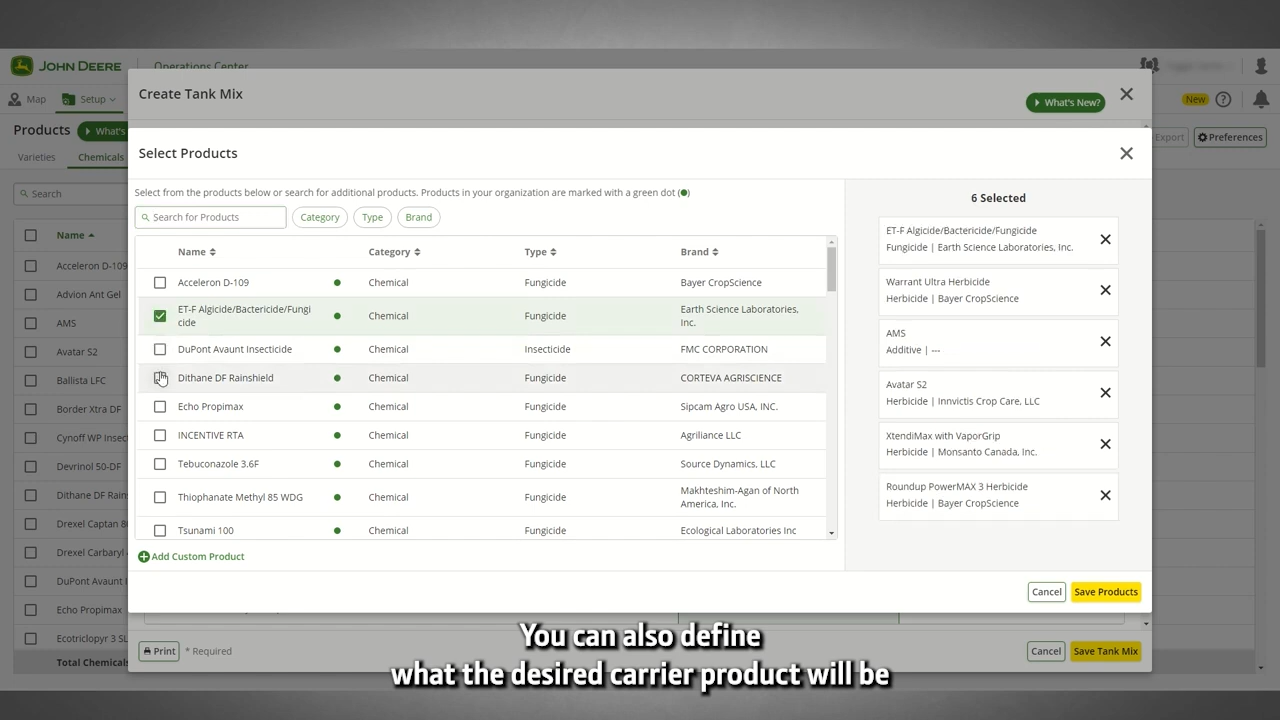 JOHN DEERE
Operations Center
Map
Setup
New
Products
What's
Export
Preferences
Varieties
Chemicals
Search
Name
Acceleron D-109
Advion Ant Gel
AMS
Avatar S2
Ballista LFC
Border Xtra DF
Cynoff WP Insect
Devrinol 50-DF
Dithane DF Rains
Drexel Captan 80
Drexel Carbaryl
DuPont Avaunt I
Echo Propimax
Ecotriclopyr 3 SL
Total Chemicals
Create Tank Mix
What's New?
Select Products
Select from the products below or search for additional products. Products in your organization are marked with a green dot (●)
Search for Products
Category
Type
Brand
Name Category Type Brand
Acceleron D-109 Chemical Fungicide Bayer CropScience
ET-F Algicide/Bactericide/Fungi Chemical Fungicide Earth Science Laboratories,
cide Inc.
DuPont Avaunt Insecticide Chemical Insecticide FMC CORPORATION
Dithane DF Rainshield Chemical Fungicide CORTEVA AGRISCIENCE
Echo Propimax Chemical Fungicide Sipcam Agro USA, INC.
INCENTIVE RTA Chemical Fungicide Agriliance LLC
Tebuconazole 3.6F Chemical Fungicide Source Dynamics, LLC
Thiophanate Methyl 85 WDG Chemical Fungicide Makhteshim-Agan of North
America, Inc.
Tsunami 100 Chemical Fungicide Ecological Laboratories Inc
Add Custom Product
6 Selected
ET-F Algicide/Bactericide/Fungicide
Fungicide | Earth Science Laboratories, Inc.
Warrant Ultra Herbicide
Herbicide | Bayer CropScience
AMS
Additive | ---
Avatar S2
Herbicide | Innvictis Crop Care, LLC
XtendiMax with VaporGrip
Herbicide | Monsanto Canada, Inc.
Roundup PowerMAX 3 Herbicide
Herbicide | Bayer CropScience
Cancel
Save Products
Print
* Required
Cancel
Save Tank Mix
You can also define
what the desired carrier product will be